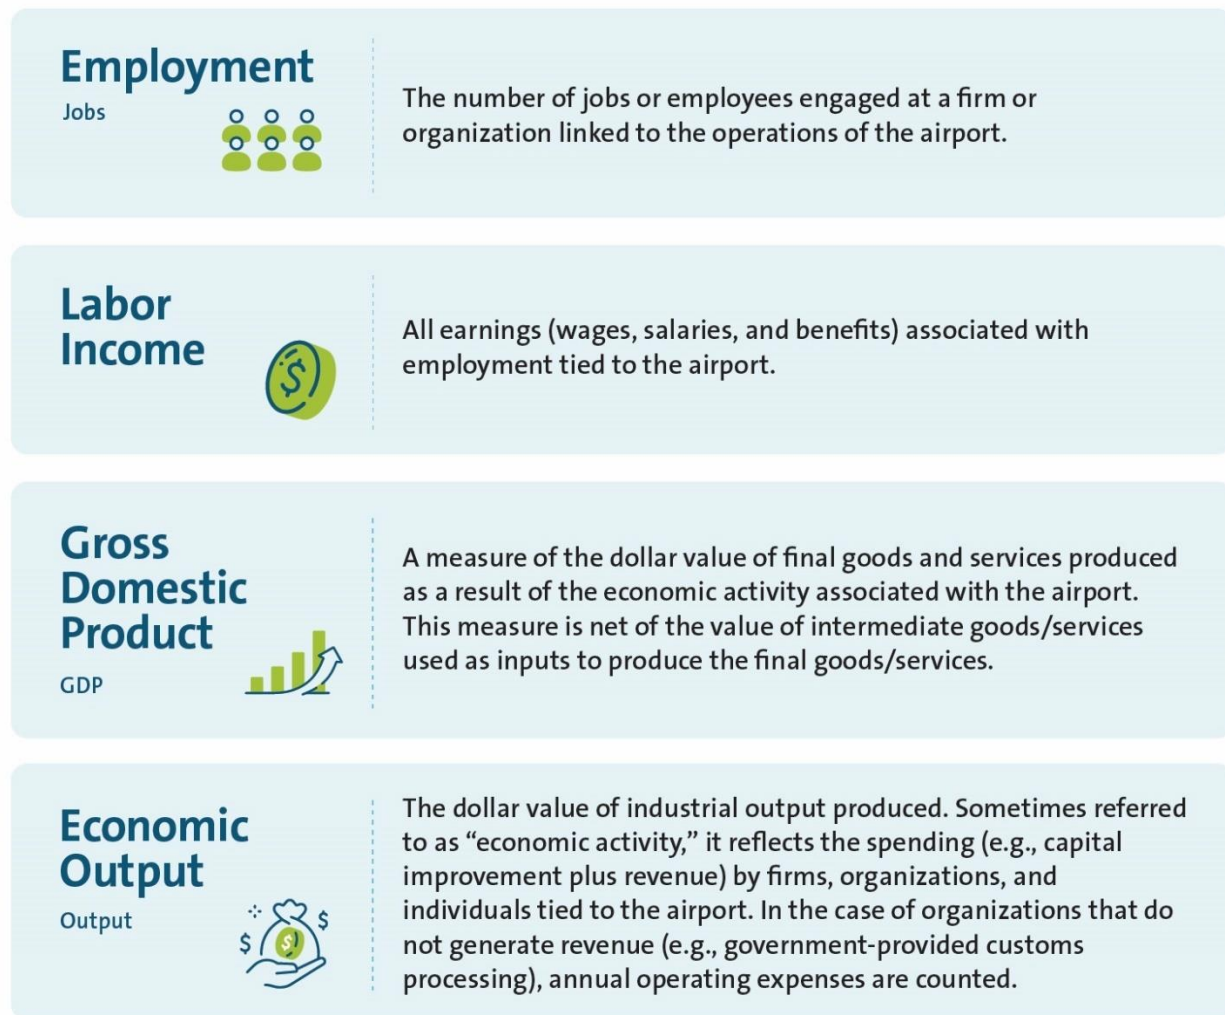 Employment
Jobs
The number of jobs or employees engaged at a firm or
organization linked to the operations of the airport.
Labor
Income
$
All earnings (wages, salaries, and benefits) associated with
employment tied to the airport.
Gross
Domestic
Product
GDP
A measure of the dollar value of final goods and services produced
as a result of the economic activity associated with the airport.
This measure is net of the value of intermediate goods/services
used as inputs to produce the final goods/services.
Economic
Output
Output
$ $ $
The dollar value of industrial output produced. Sometimes referred
to as “economic activity,” it reflects the spending (e.g., capital
improvement plus revenue) by firms, organizations, and
individuals tied to the airport. In the case of organizations that do
not generate revenue (e.g., government-provided customs
processing), annual operating expenses are counted.